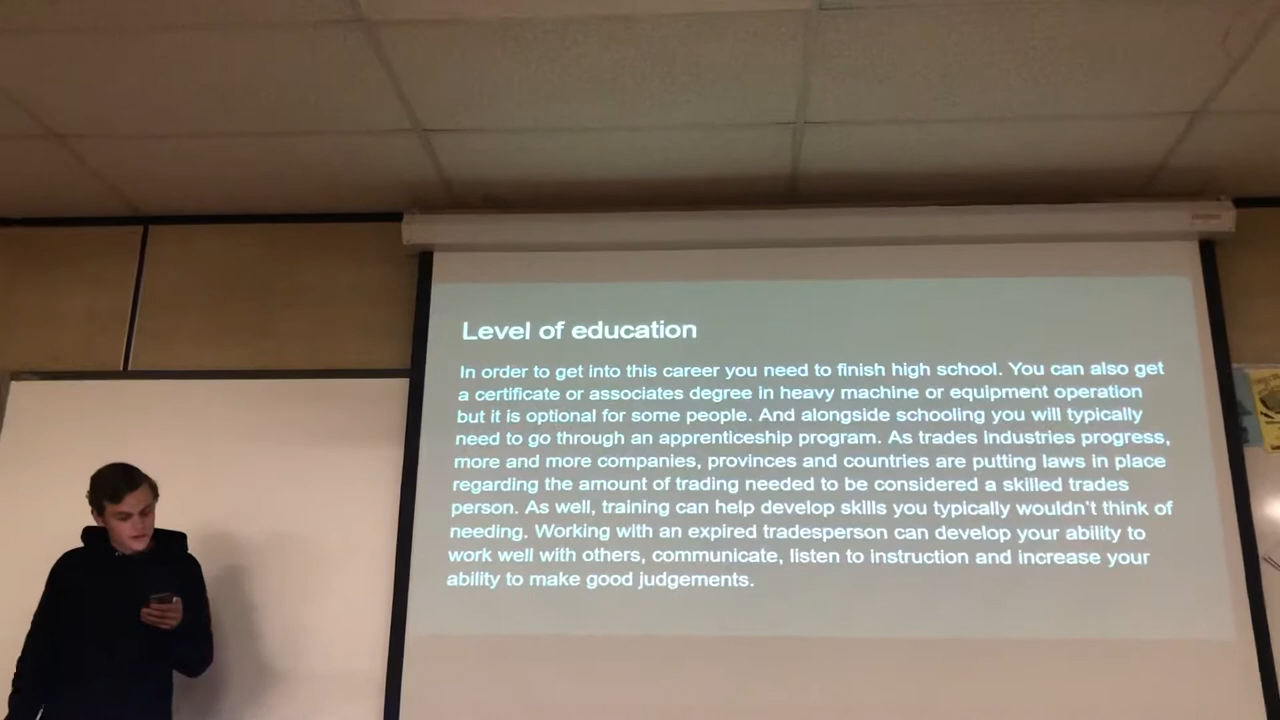 Level of education
In order to get into this career you need to finish high school. You can also get
a certificate or associates degree in heavy machine or equipment operation
but it is optional for some people. And alongside schooling you will typically
need to go through an apprenticeship program. As trades industries progress,
more and more companies, provinces and countries are putting laws in place
regarding the amount of trading needed to be considered a skilled trades
person. As well, training can help develop skills you typically wouldn't think of
needing. Working with an expired tradesperson can develop your ability to
work well with others, communicate, listen to instruction and increase your
ability to make good judgements.